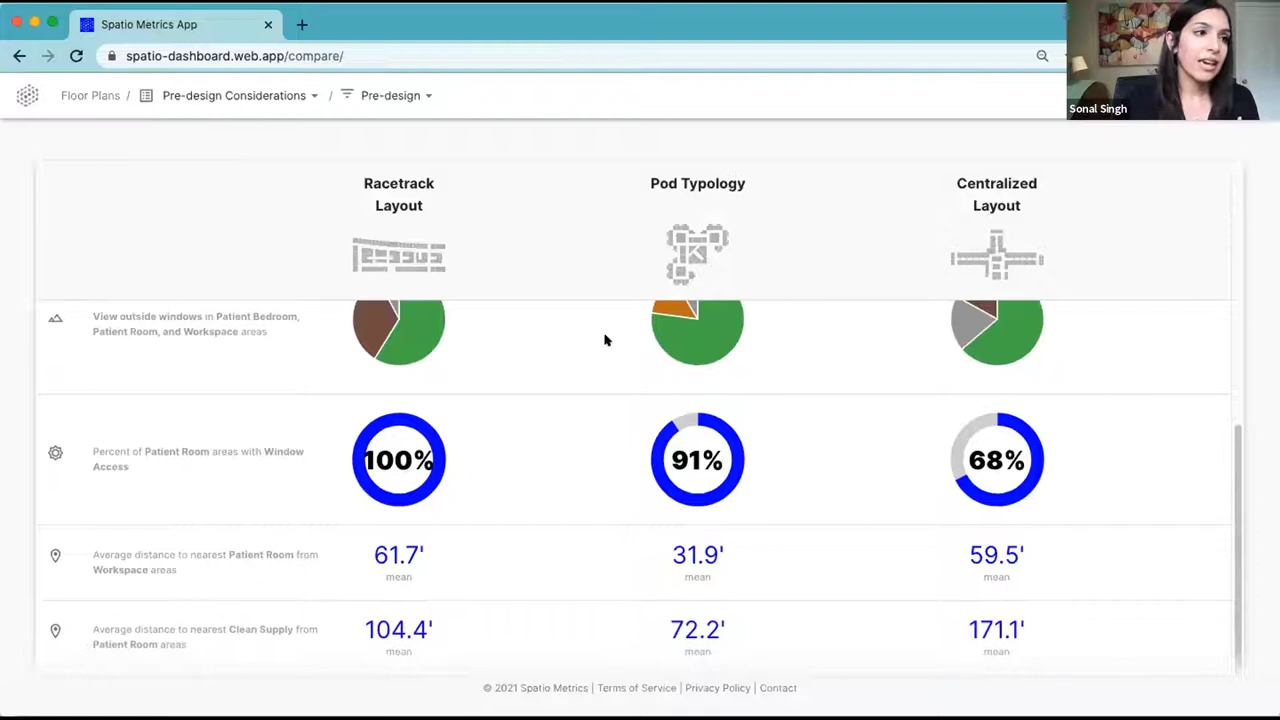 Spatio Metrics App
spatio-dashboard.web.app/compare/
Sonal Singh
Floor Plans / Pre-design Considerations / Pre-design
Racetrack
Layout
Pod Typology
Centralized
Layout
View outside windows in Patient Bedroom,
Patient Room, and Workspace areas
Percent of Patient Room areas with Window
Access
100%
91%
68%
Average distance to nearest Patient Room from
Workspace areas
61.7'
mean
31.9'
mean
59.5'
mean
Average distance to nearest Clean Supply from
Patient Room areas
104.4'
mean
72.2'
mean
171.1'
mean
© 2021 Spatio Metrics | Terms of Service | Privacy Policy | Contact